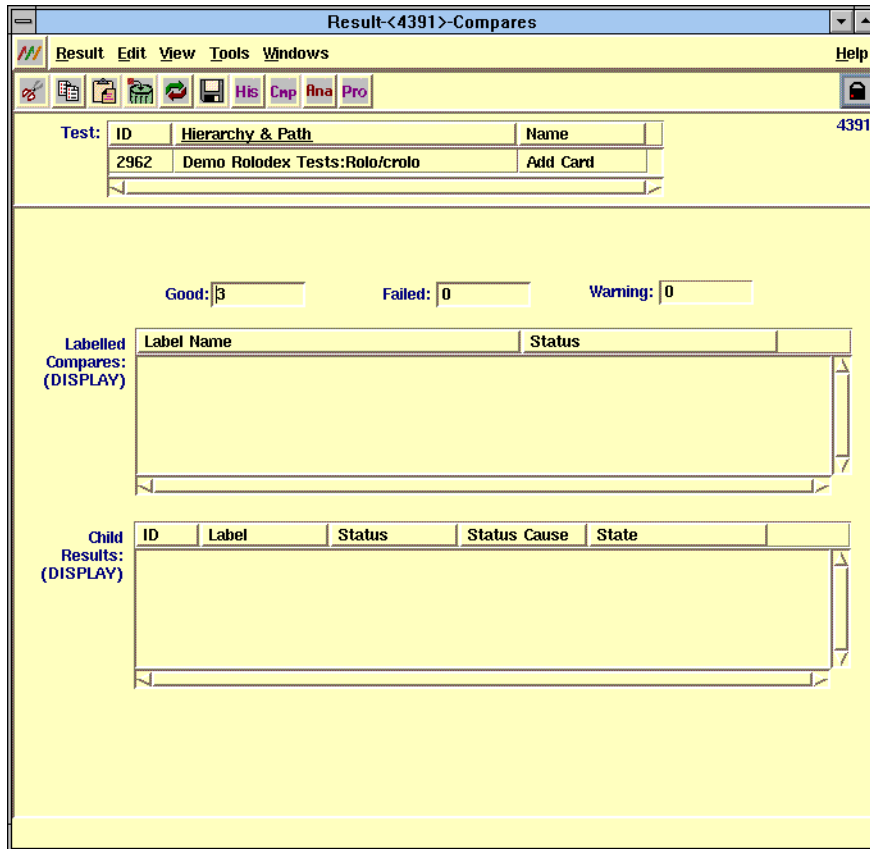 Result-<4391>-Compares
Result Edit View Tools Windows Help
His Cmp Ana Pro
4391
Test: ID Hierarchy & Path Name
2962 Demo Rolodex Tests:Rolo/crolo Add Card
Good: 3 Failed: 0 Warning: 0
Labelled Compares: (DISPLAY)
Label Name Status
Child Results: (DISPLAY)
ID Label Status Status Cause State